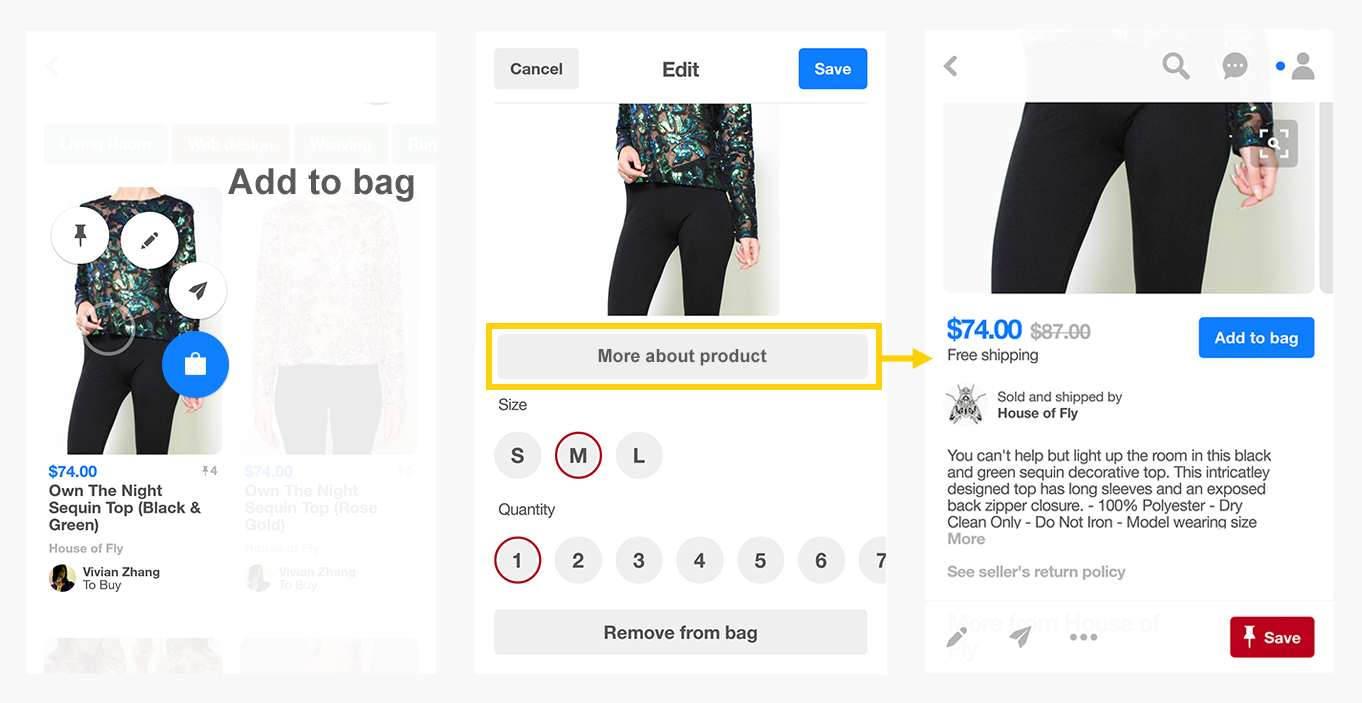 Living Room
Web design
Weaving
Rug
Add to bag
$74.00
4
Own The Night
Sequin Top (Black &
Green)
House of Fly
Vivian Zhang
To Buy
$74.00
5
Own The Night
Sequin Top (Rose
Gold)
House of Fly
Vivian Zhang
To Buy
Cancel
Edit
Save
More about product
Size
S
M
L
Quantity
1
2
3
4
5
6
7
Remove from bag
$74.00 $87.00
Free shipping
Add to bag
Sold and shipped by
House of Fly
You can't help but light up the room in this black
and green sequin decorative top. This intricatley
designed top has long sleeves and an exposed
back zipper closure. - 100% Polyester - Dry
Clean Only - Do Not Iron - Model wearing size
More
See seller's return policy
More from House of
Fly
Save